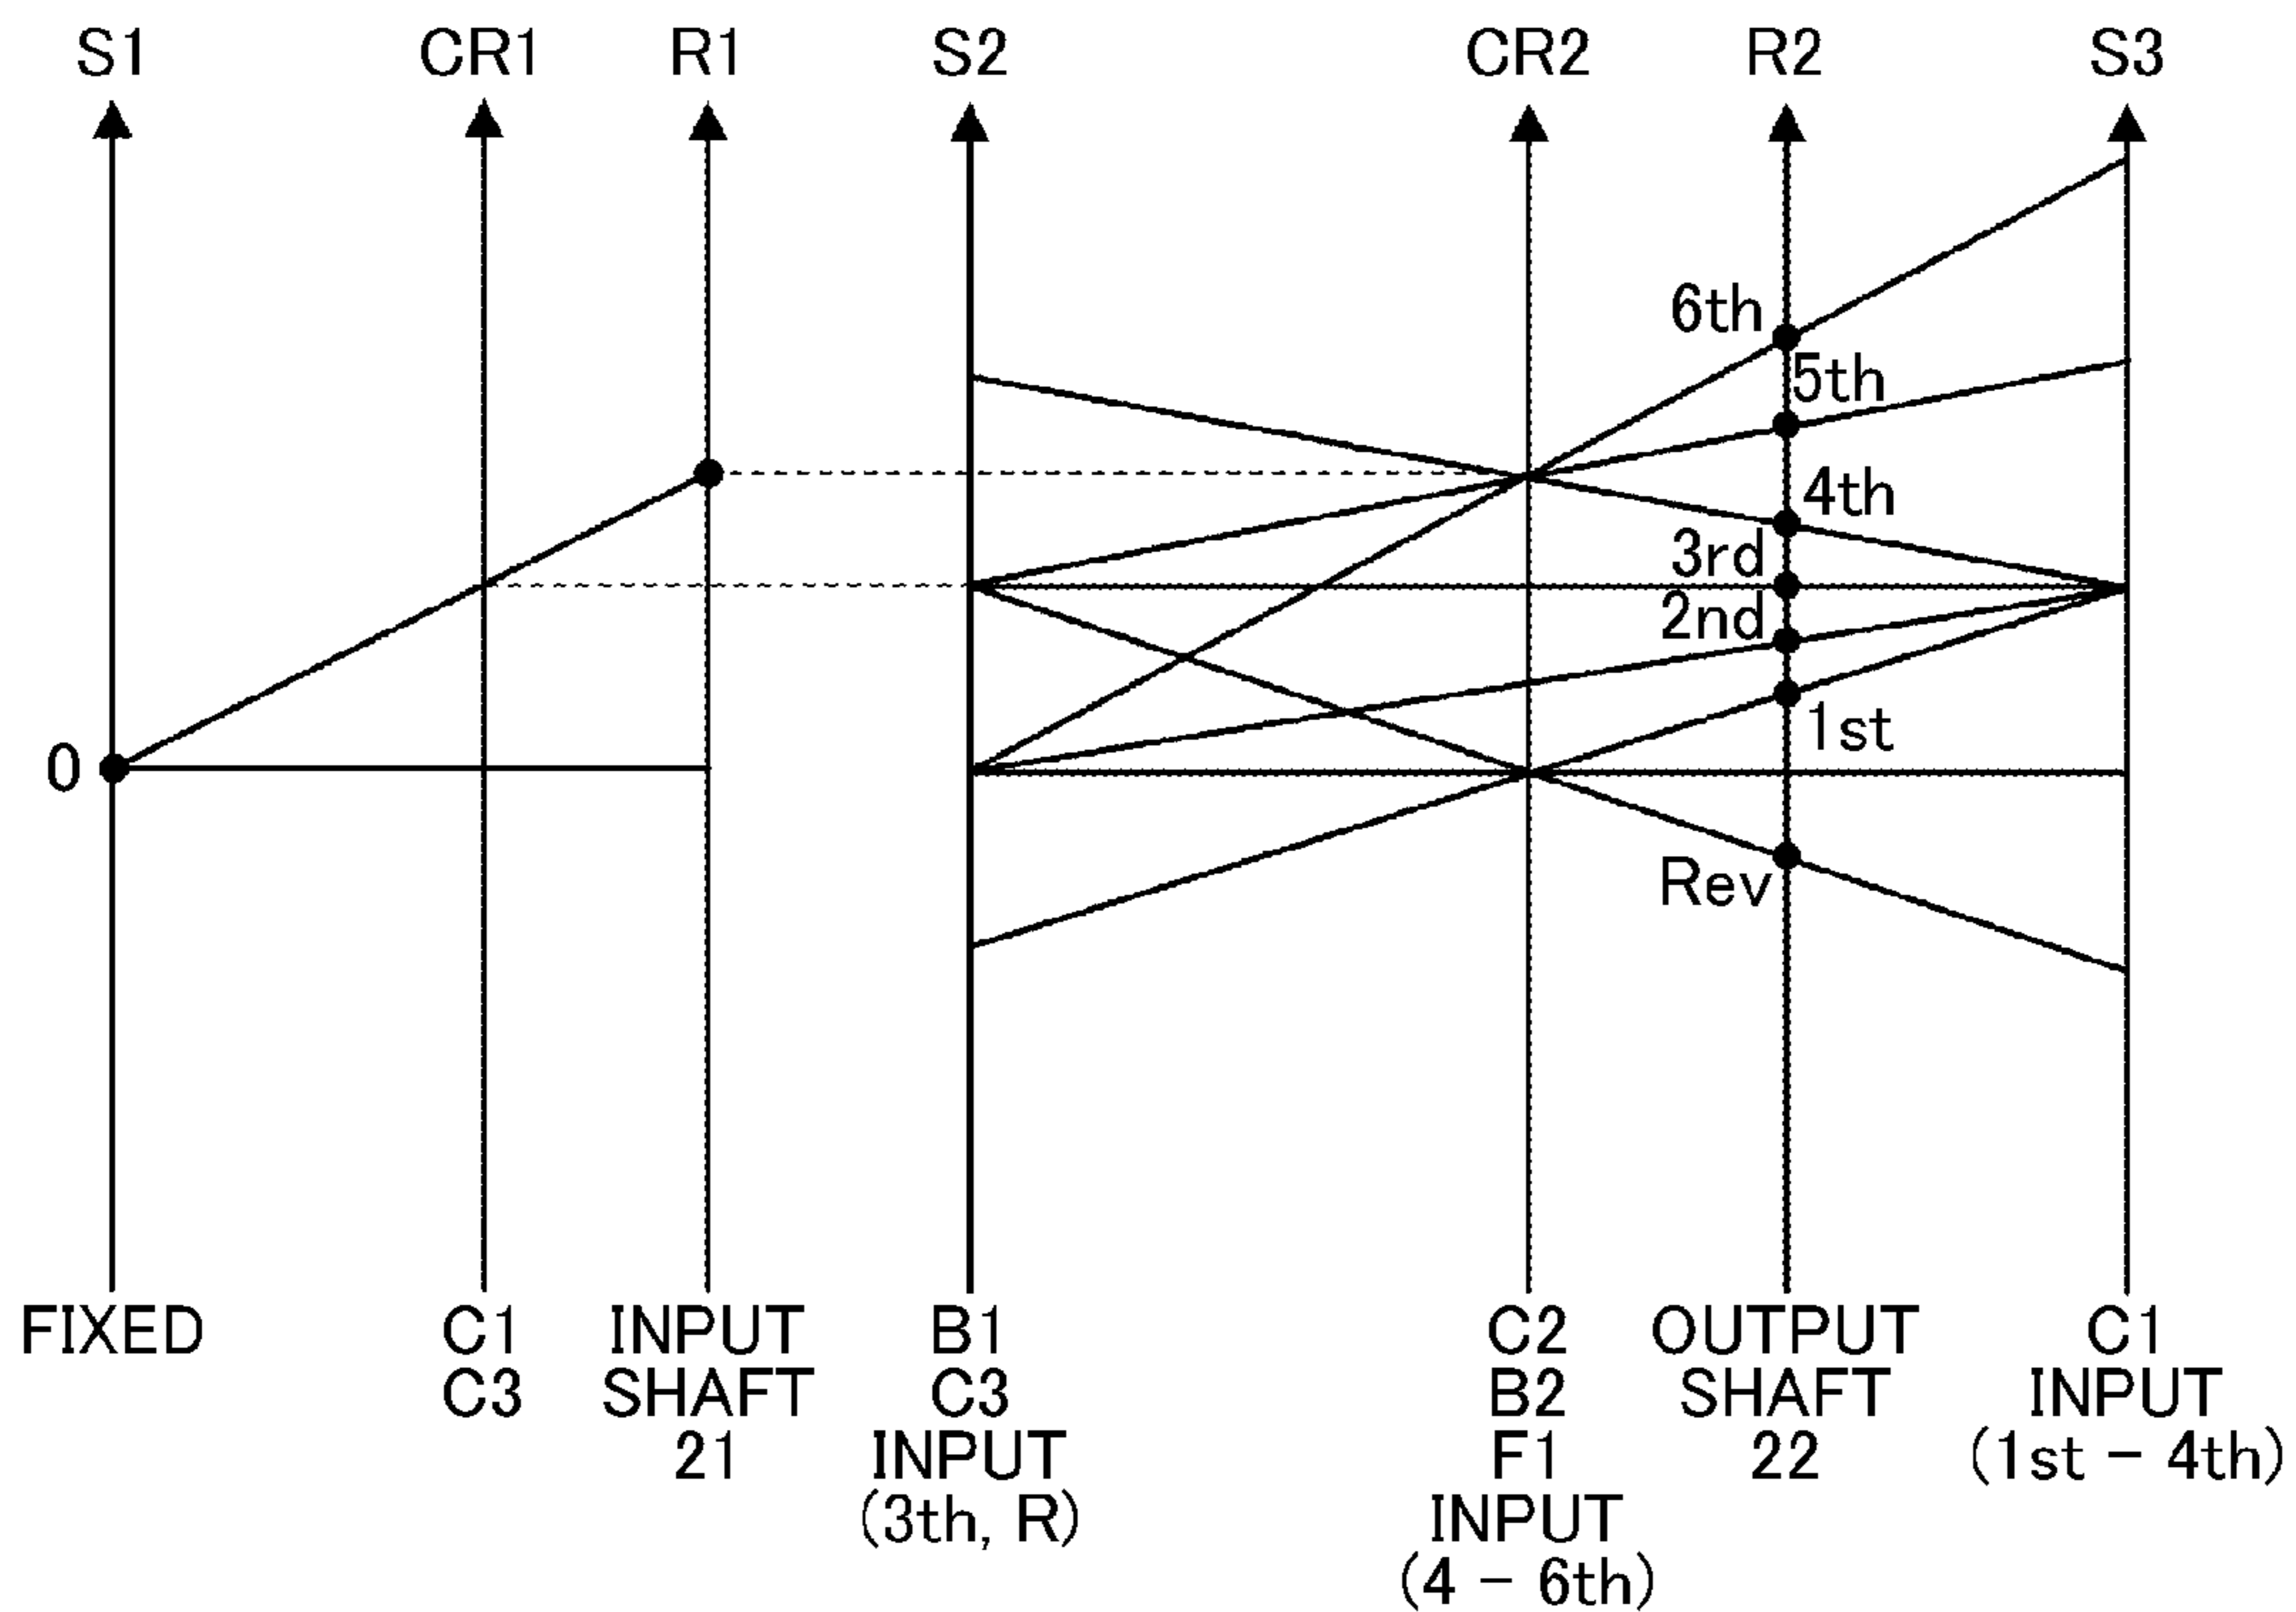 S1 CR1 R1 S2 CR2 R2 S3
6th
5th
4th
3rd
2nd
1st
0
Rev
FIXED
C1
C3
INPUT
SHAFT
21
B1
C3
INPUT
(3th, R)
C2
B2
F1
INPUT
(4 – 6th)
OUTPUT
SHAFT
22
C1
INPUT
(1st – 4th)